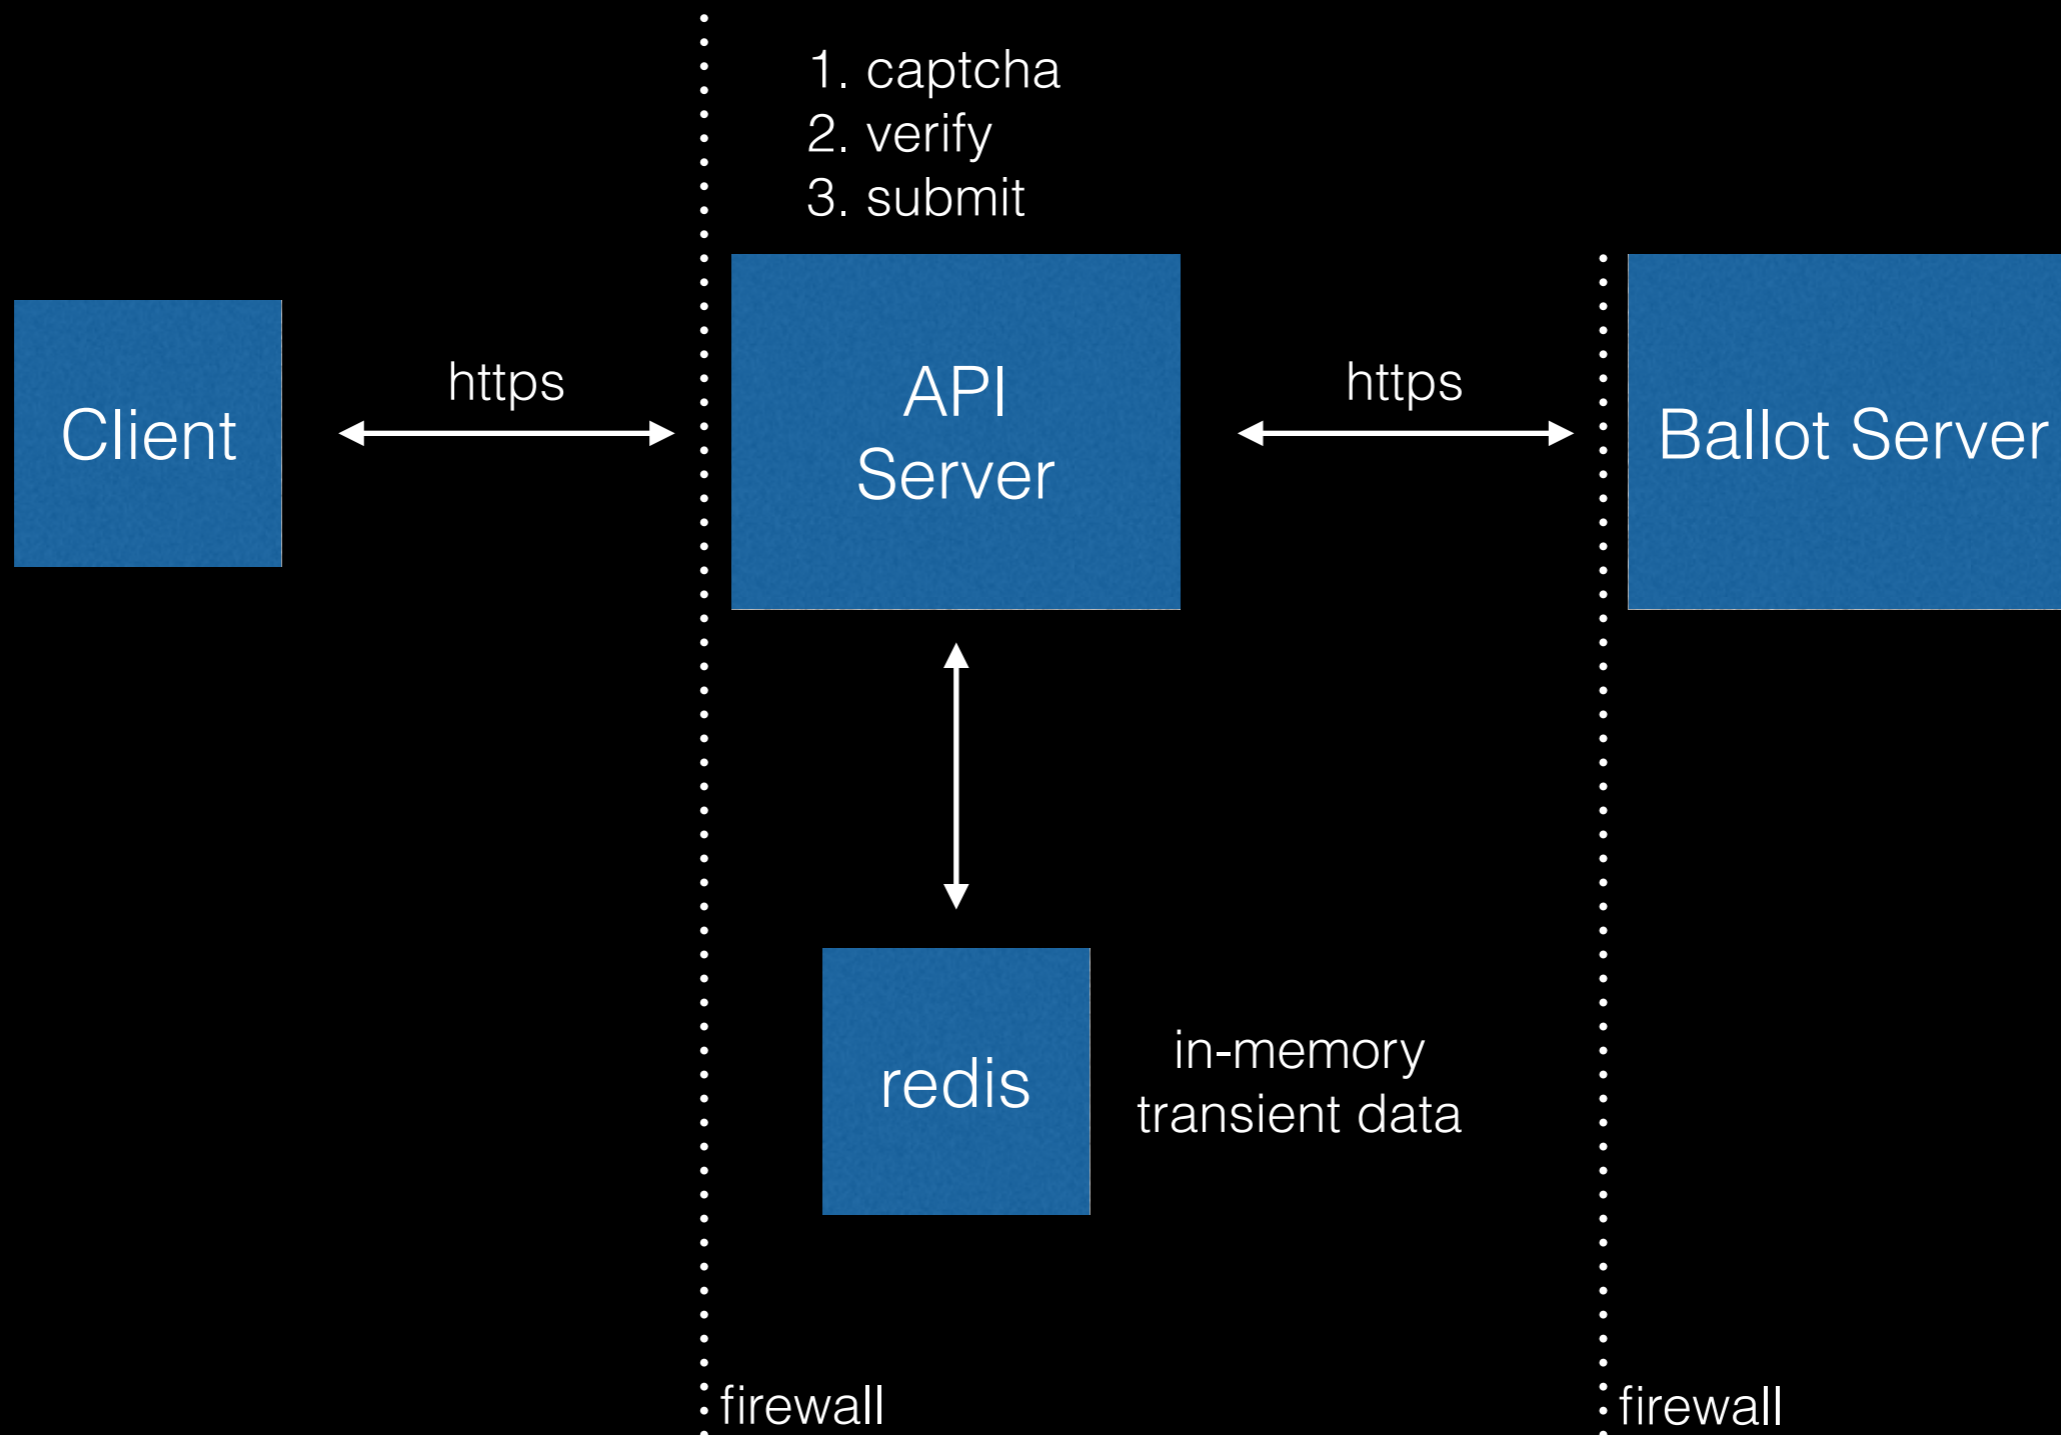 1. captcha
2. verify
3. submit
Client
https
API
Server
https
Ballot Server
redis
in-memory
transient data
firewall
firewall